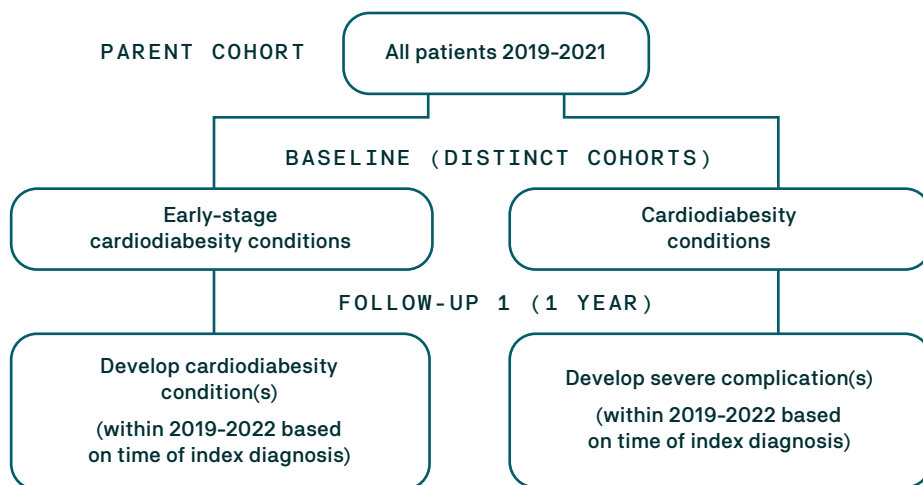 PARENT COHORT
All patients 2019-2021
BASELINE (DISTINCT COHORTS)
Early-stage
cardiodiabesity conditions
Cardiodiabesity
conditions
FOLLOW-UP 1 (1 YEAR)
Develop cardiodiabesity
condition(s)
(within 2019-2022 based
on time of index diagnosis)
Develop severe complication(s)
(within 2019-2022 based
on time of index diagnosis)